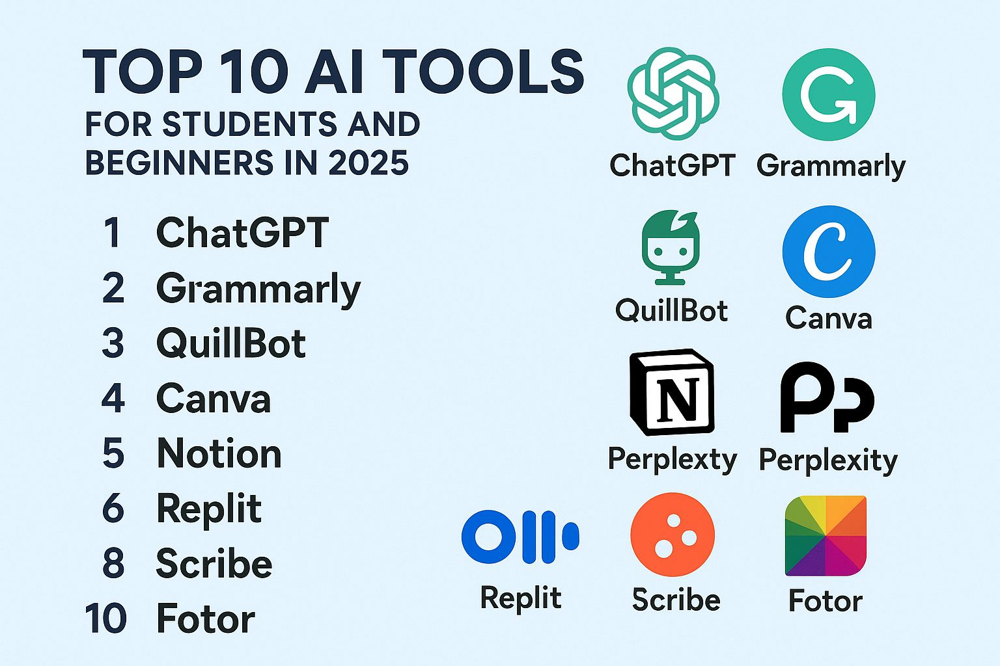 TOP 10 AI TOOLS
FOR STUDENTS AND
BEGINNERS IN 2025
1 ChatGPT
2 Grammarly
3 QuillBot
4 Canva
5 Notion
6 Replit
8 Scribe
10 Fotor
ChatGPT
Grammarly
QuillBot
Canva
N
Perplexty
Perplexity
Replit
Scribe
Fotor